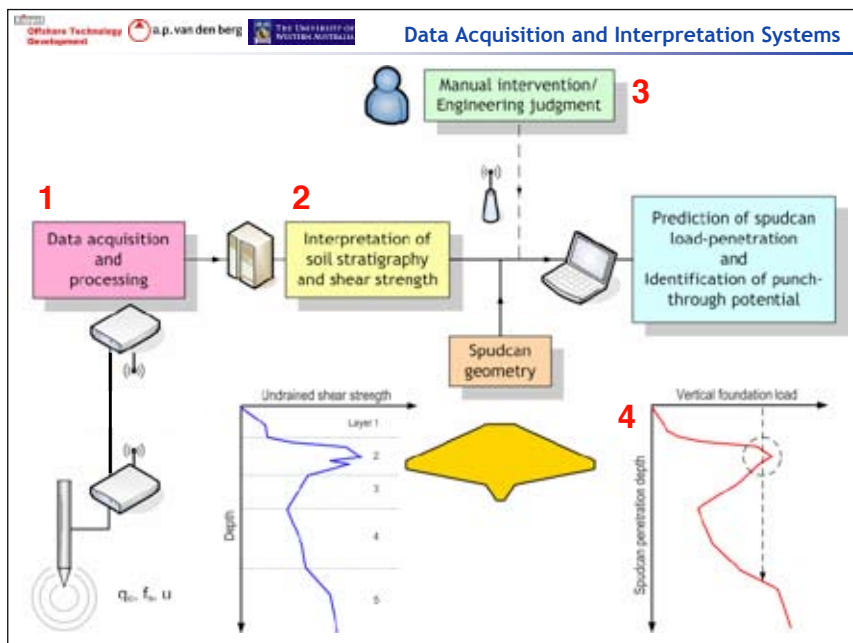 Offshore Technology
Development
a.p. van den berg
THE UNIVERSITY OF
WESTERN AUSTRALIA
Data Acquisition and Interpretation Systems
Manual intervention/
Engineering judgment
3
1
Data acquisition
and
processing
2
Interpretation of
soil stratigraphy
and shear strength
Prediction of spudcan
load-penetration
and
Identification of punch-
through potential
Spudcan
geometry
Undrained shear strength
Layer 1
2
3
4
5
Depth
qc, fs, u
4
Vertical foundation load
Spudcan penetration depth